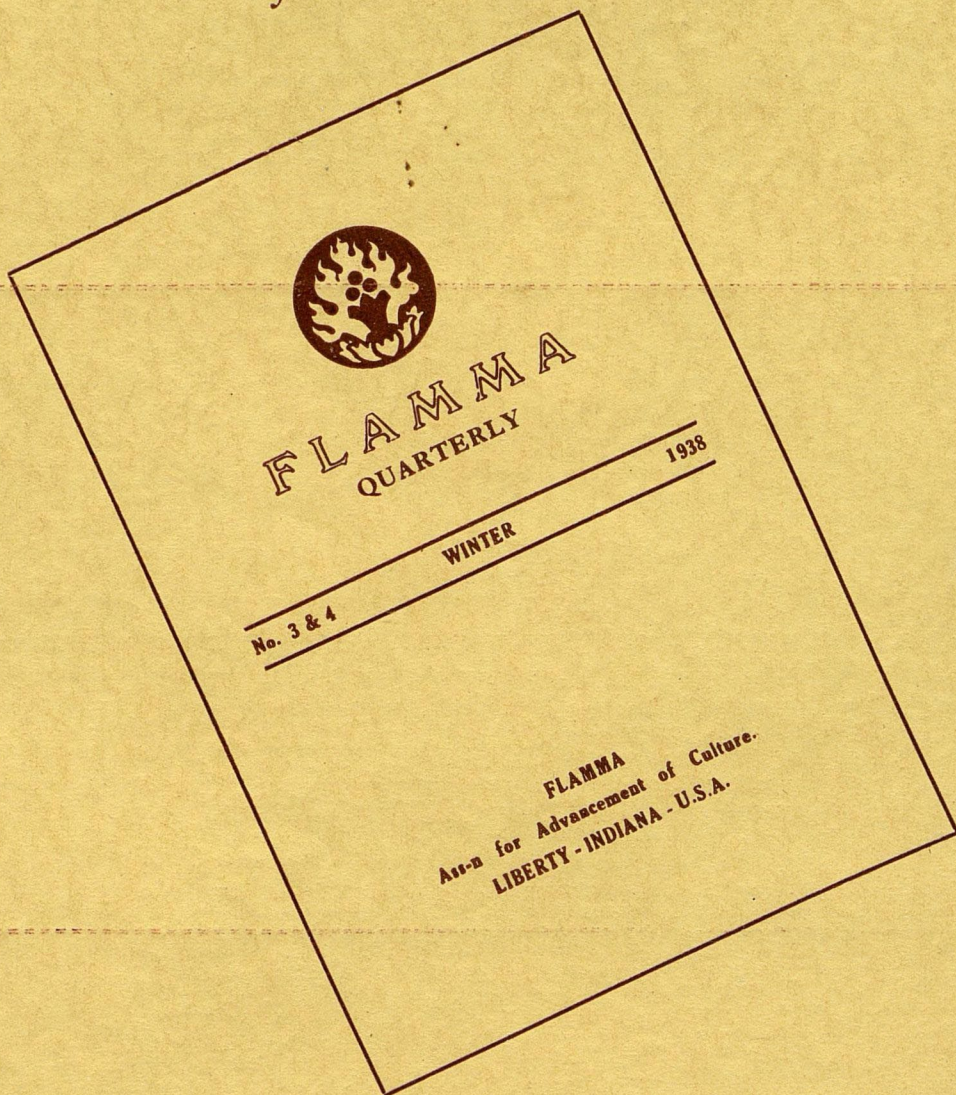 FLAMMA
QUARTERLY
No. 3 & 4 WINTER 1938
FLAMMA
Ass-n for Advancement of Culture.
LIBERTY - INDIANA - U.S.A.